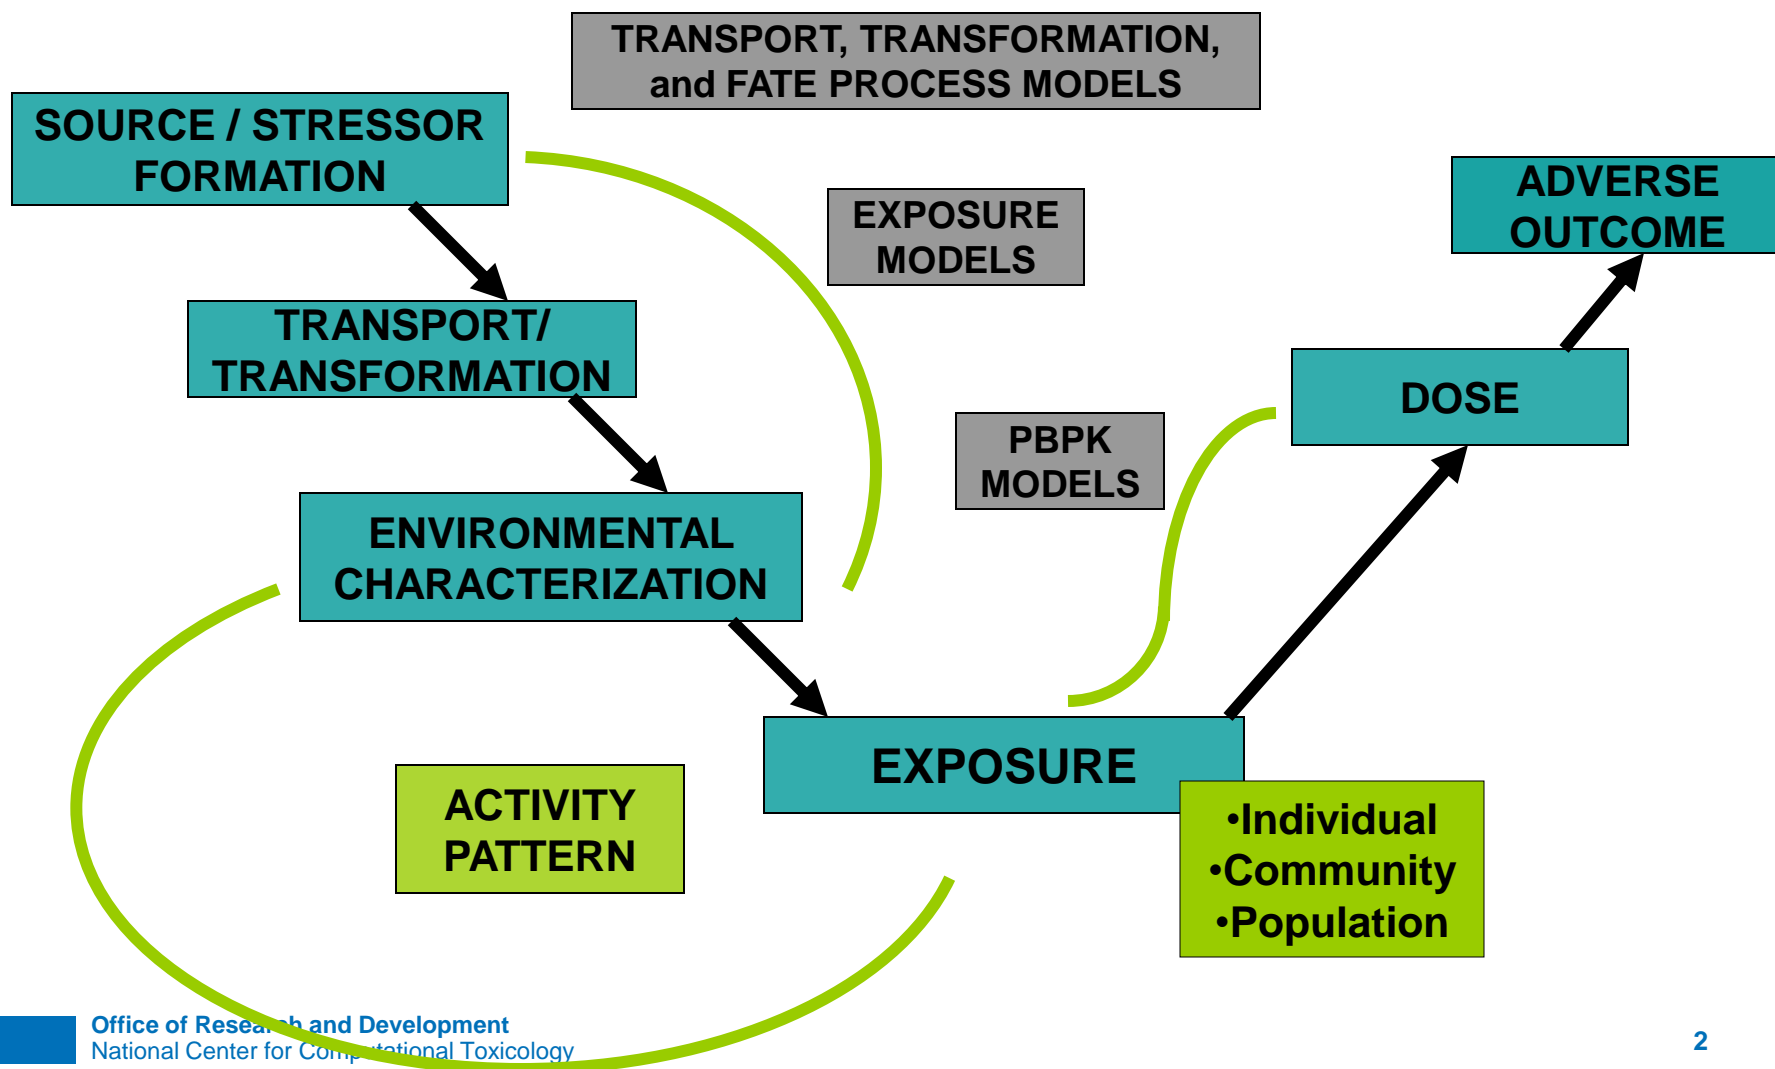 TRANSPORT, TRANSFORMATION,
and FATE PROCESS MODELS
SOURCE / STRESSOR
FORMATION
ADVERSE
OUTCOME
EXPOSURE
MODELS
TRANSPORT/
TRANSFORMATION
DOSE
PBPK
MODELS
ENVIRONMENTAL
CHARACTERIZATION
EXPOSURE
ACTIVITY
PATTERN
•Individual
•Community
•Population
Office of Research and Development
National Center for Computational Toxicology
2